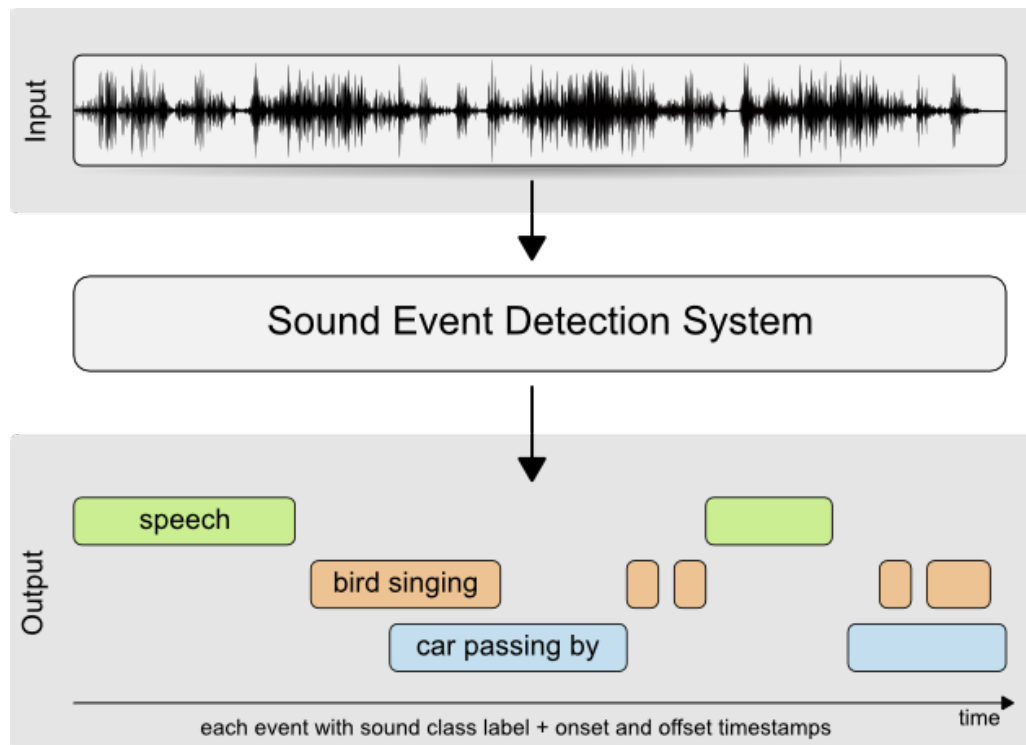 Input
Sound Event Detection System
Output
speech
bird singing
car passing by
time
each event with sound class label + onset and offset timestamps